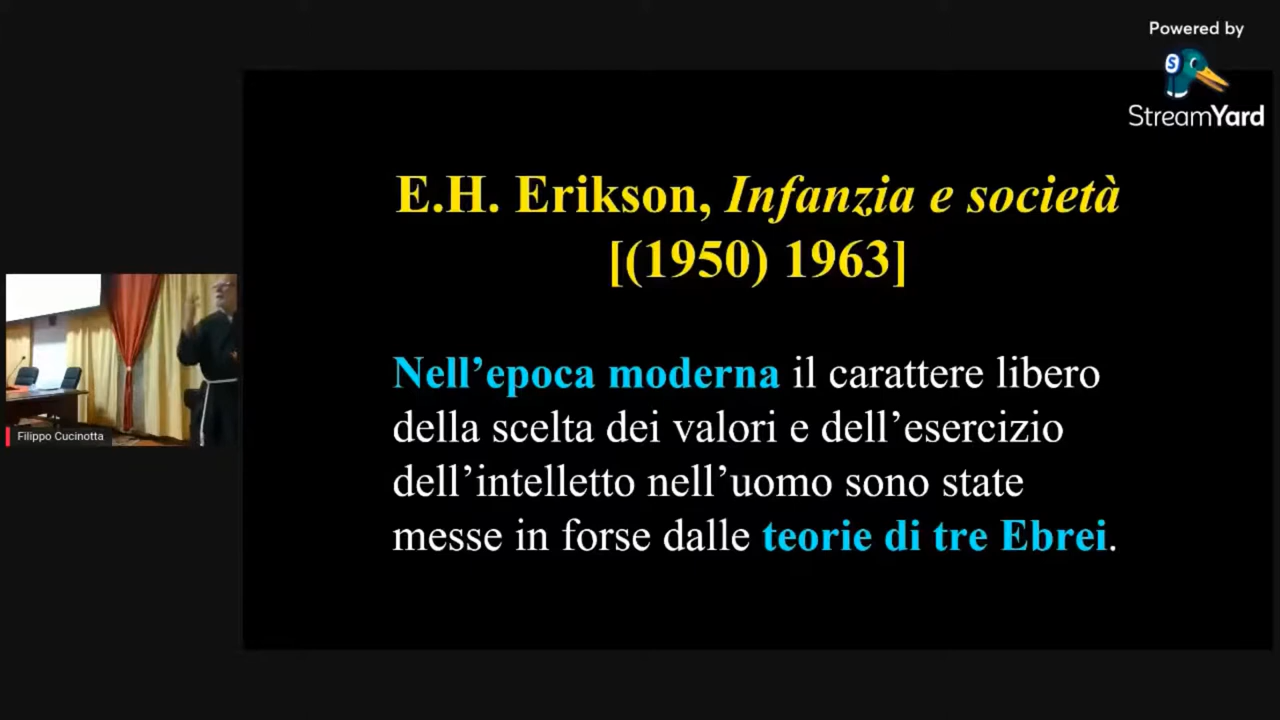 Powered by
StreamYard
E.H. Erikson, Infanzia e società
[(1950) 1963]
Nell’epoca moderna il carattere libero
della scelta dei valori e dell’esercizio
dell’intelletto nell’uomo sono state
messe in forse dalle teorie di tre Ebrei.
Filippo Cucinotta